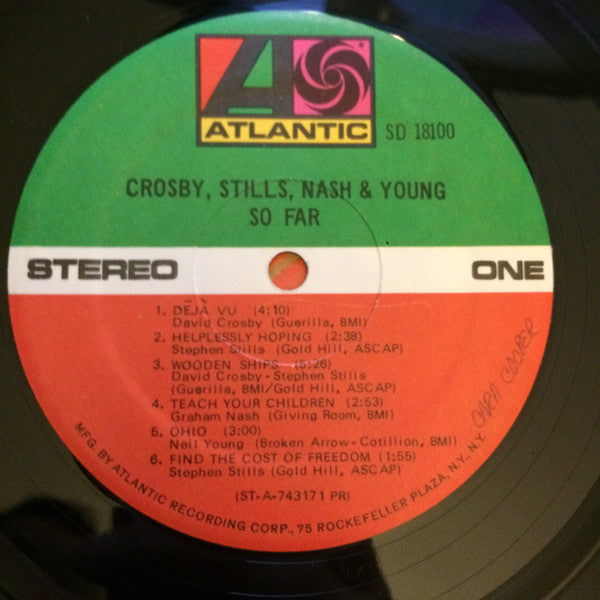 ATLANTIC
SD 18100
CROSBY, STILLS, NASH & YOUNG
SO FAR
STEREO
ONE
1. DÉJÀ VU (4:10)
David Crosby (Guerilla, BMI)
2. HELPLESSLY HOPING (2:38)
Stephen Stills (Gold Hill, ASCAP)
3. WOODEN SHIPS (5:26)
David Crosby-Stephen Stills
(Guerilla, BMI/Gold Hill, ASCAP)
4. TEACH YOUR CHILDREN (2:53)
Graham Nash (Giving Room, BMI)
5. OHIO (3:00)
Neil Young (Broken Arrow-Cotillion, BMI)
6. FIND THE COST OF FREEDOM (1:55)
Stephen Stills (Gold Hill, ASCAP)
(ST-A-743171 PR)
MFG. BY ATLANTIC RECORDING CORP., 75 ROCKEFELLER PLAZA, N.Y., N.Y.
CARA COOPER